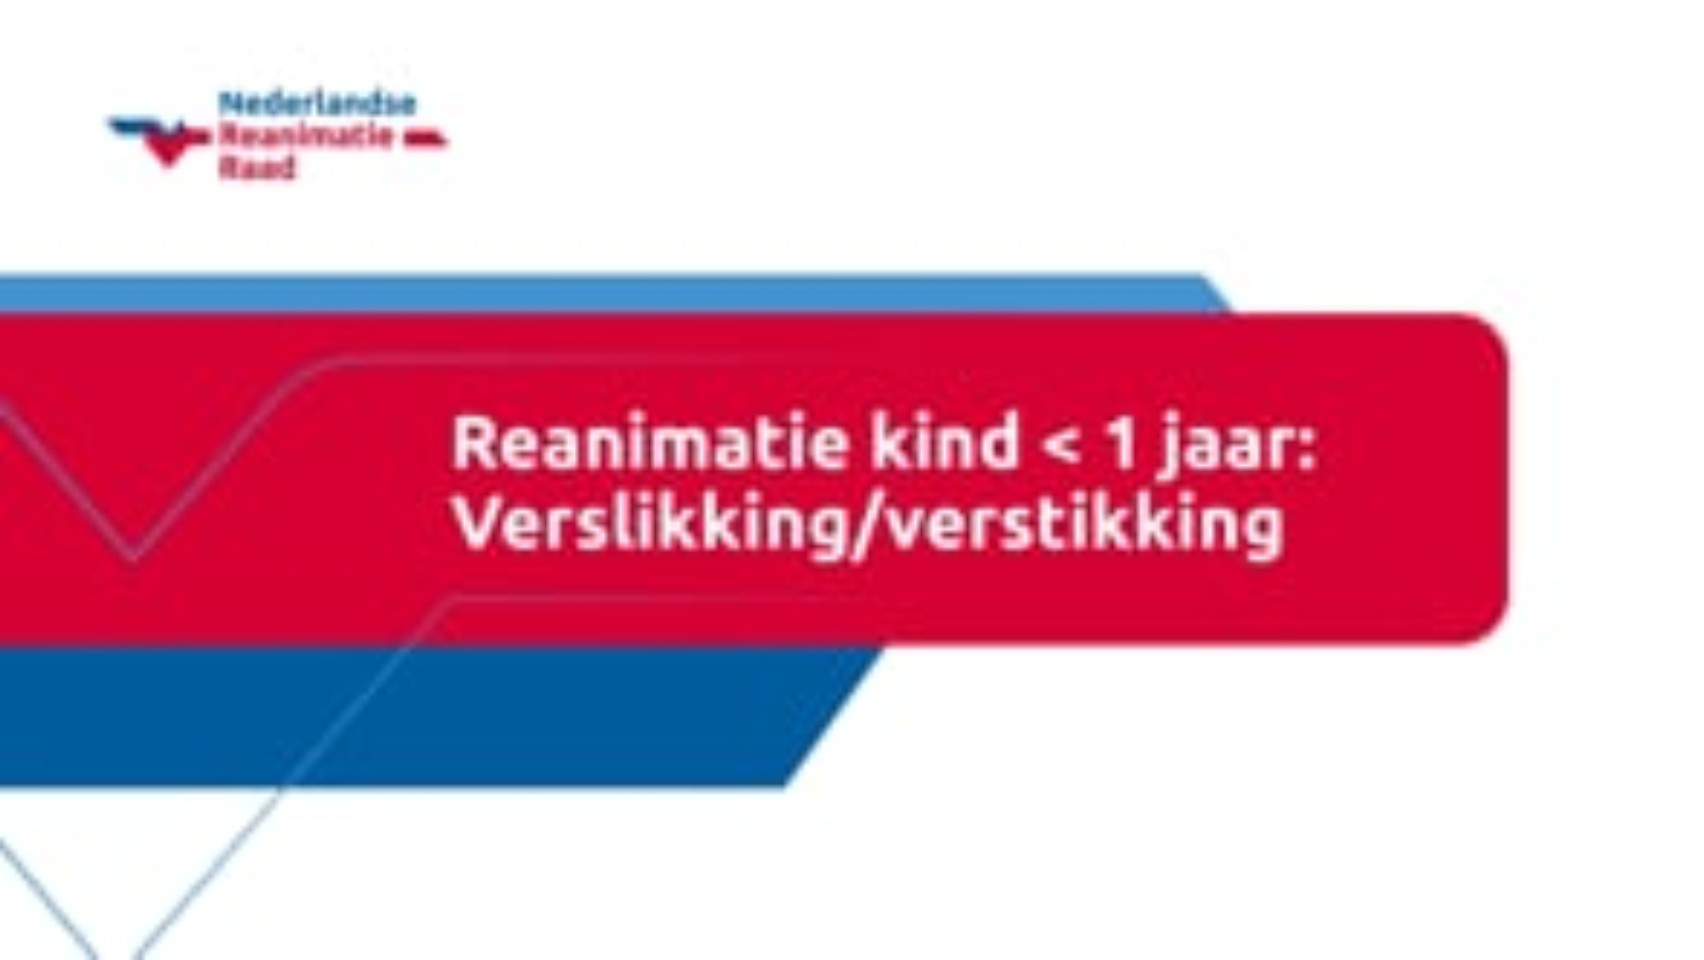 Nederlandse
Reanimatie
Raad
Reanimatie kind < 1 jaar:
Verslikking/verstikking